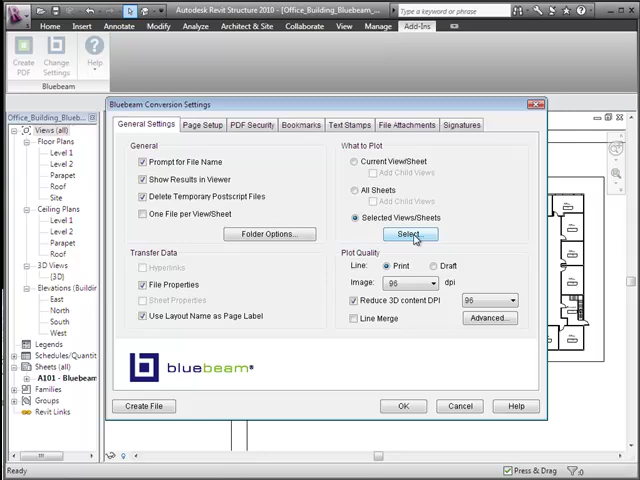 Autodesk Revit Structure 2010 - [Office_Building_Bluebeam_...
Type a keyword or phrase
Home Insert Annotate Modify Analyze Architect & Site Collaborate View Manage Add-Ins
Create PDF
Change Settings
Help
Bluebeam
Office_Building_Blueb...
Views (all)
Floor Plans
Level 1
Level 2
Parapet
Roof
Site
Ceiling Plans
Level 1
Level 2
Parapet
Roof
3D Views
{3D}
Elevations (Building
East
North
South
West
Legends
Schedules/Quantit
Sheets (all)
A101 - Bluebeam
Families
Groups
Revit Links
Bluebeam Conversion Settings
General Settings Page Setup PDF Security Bookmarks Text Stamps File Attachments Signatures
General
Prompt for File Name
Show Results in Viewer
Delete Temporary Postscript Files
One File per View/Sheet
Folder Options...
Transfer Data
Hyperlinks
File Properties
Sheet Properties
Use Layout Name as Page Label
What to Plot
Current View/Sheet
Add Child Views
All Sheets
Add Child Views
Selected Views/Sheets
Select...
Plot Quality
Line: Print Draft
Image: 96 dpi
Reduce 3D content DPI 96
Line Merge Advanced...
bluebeam®
Create File OK Cancel Help
Ready
Press & Drag
:0